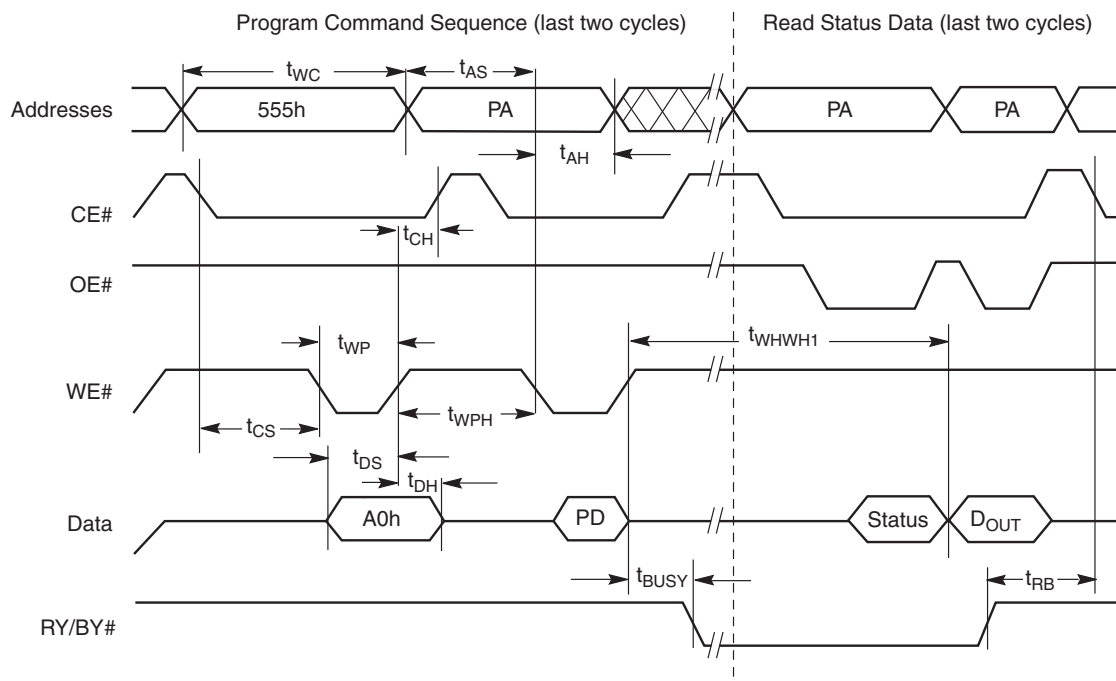 Program Command Sequence (last two cycles) Read Status Data (last two cycles)
tWC tAS
Addresses 555h PA PA PA
tAH
CE#
tCH
OE#
tWP tWHWH1
WE#
tCS tWPH
tDS
tDH
Data A0h PD Status DOUT
tBUSY tRB
RY/BY#